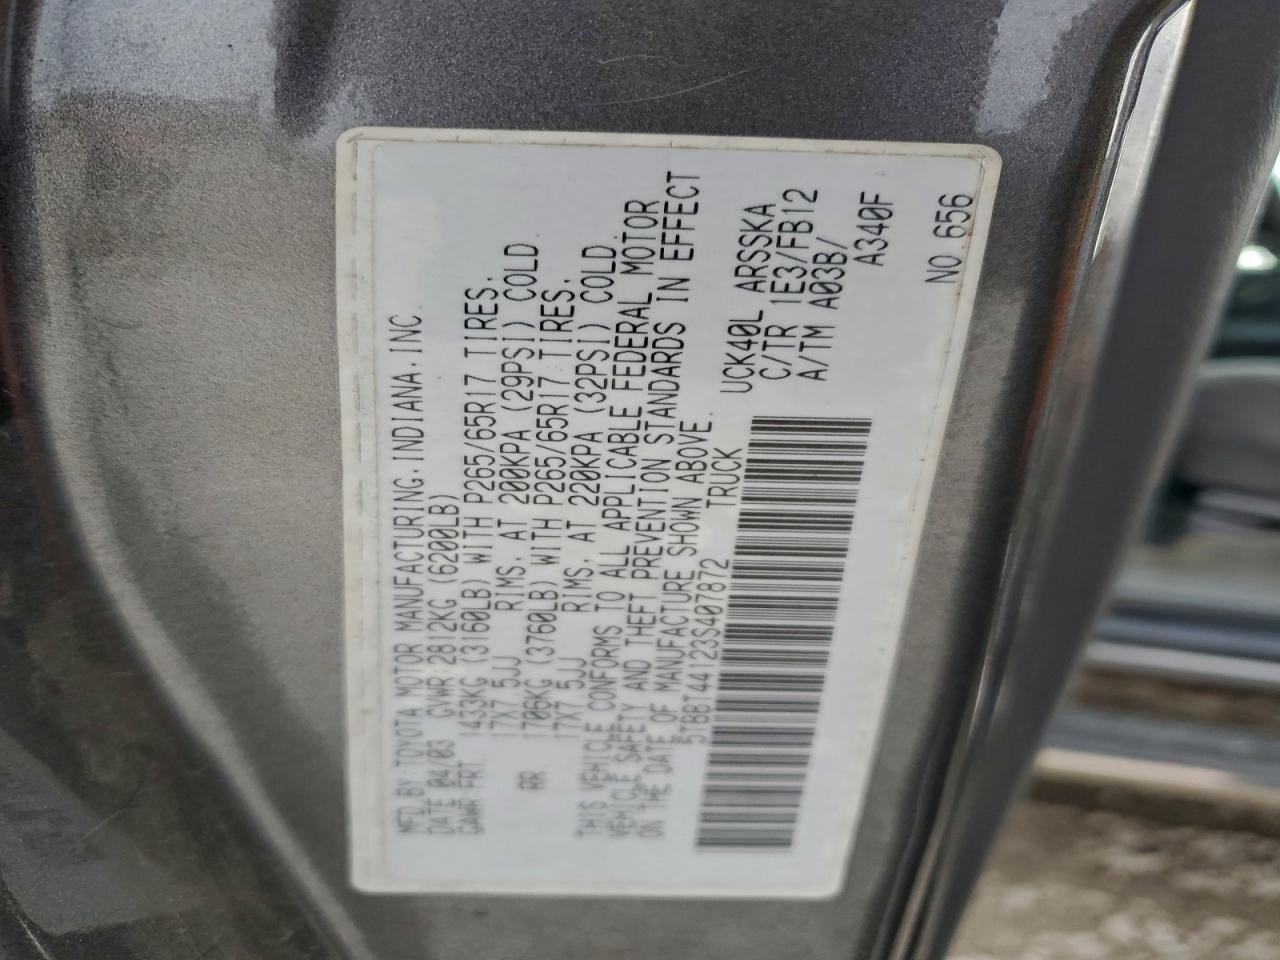 MFD. BY: TOYOTA MOTOR MANUFACTURING, INDIANA, INC.
DATE 04/03 GVWR: 2812KG (6200LB)
GAWR FRT. 1433KG (3160LB) WITH P265/65R17 TIRES,
17X7.5JJ RIMS, AT 200KPA (29PSI) COLD
RR 1706KG (3760LB) WITH P265/65R17 TIRES,
17X7.5JJ RIMS, AT 220KPA (32PSI) COLD.
THIS VEHICLE CONFORMS TO ALL APPLICABLE FEDERAL MOTOR
VEHICLE SAFETY AND THEFT PREVENTION STANDARDS IN EFFECT
ON THE DATE OF MANUFACTURE SHOWN ABOVE.
5TBBT44123S407872 TRUCK
UCK40L ARSSKA
C/TR 1E3/FB12
A/TM A03B/
A340F
NO.656